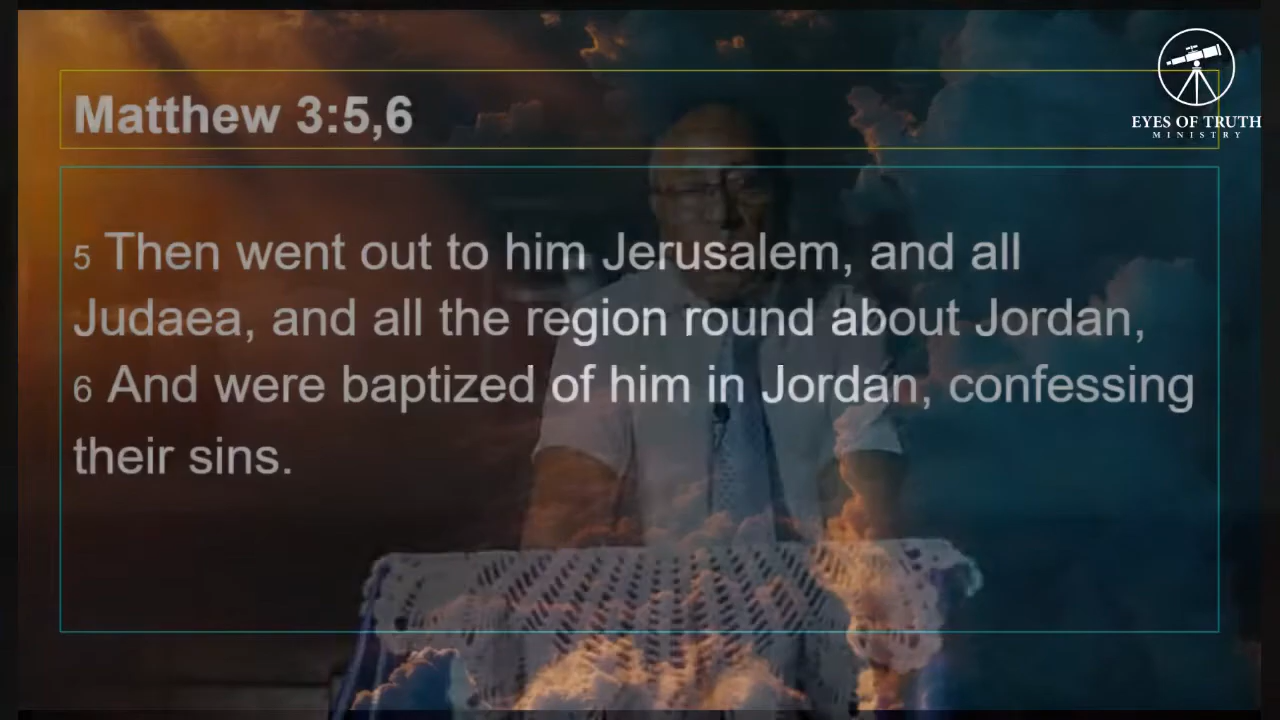 EYES OF TRUTH
MINISTRY
Matthew 3:5,6
5 Then went out to him Jerusalem, and all
Judaea, and all the region round about Jordan,
6 And were baptized of him in Jordan, confessing
their sins.